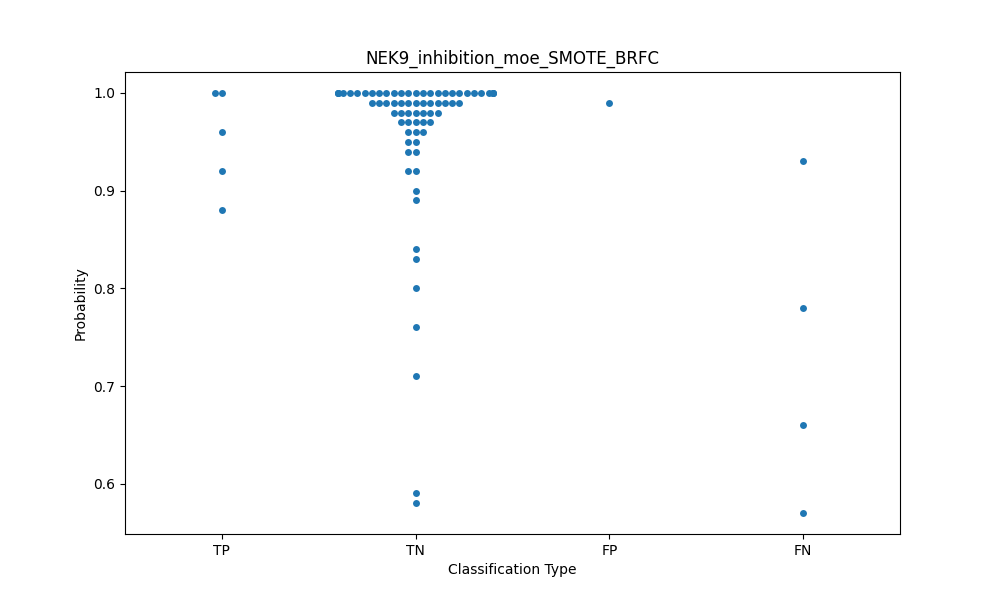 NEK9_inhibition_moe_SMOTE_BRFC
1.0
0.9
0.8
0.7
0.6
Probability
TP TN FP FN
Classification Type